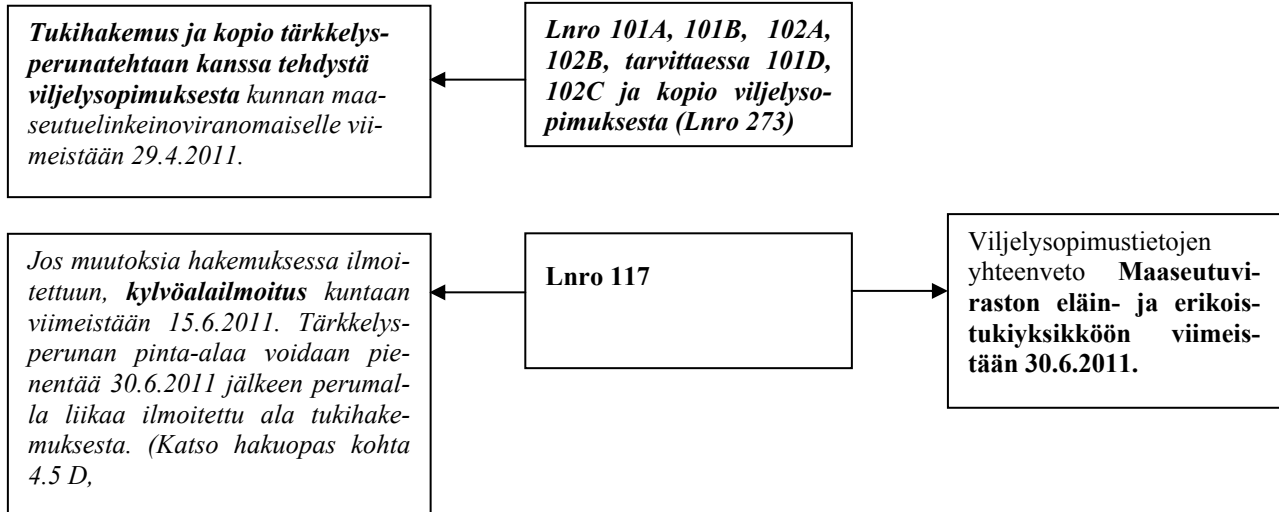 Tukihakemus ja kopio tärkkelys-
perunatehtaan kanssa tehdystä
viljelysopimuksesta kunnan maa-
seutuelinkeinoviranomaiselle vii-
meistään 29.4.2011.
Lnro 101A, 101B, 102A,
102B, tarvittaessa 101D,
102C ja kopio viljelyso-
pimuksesta (Lnro 273)
Jos muutoksia hakemuksessa ilmoi-
tettuun, kylvöalailmoitus kuntaan
viimeistään 15.6.2011. Tärkkelys-
perunan pinta-alaa voidaan pie-
nentää 30.6.2011 jälkeen perumal-
la liikaa ilmoitettu ala tukihake-
muksesta. (Katso hakuopas kohta
4.5 D,
Lnro 117
Viljelysopimustietojen
yhteenveto Maaseutuvi-
raston eläin- ja erikois-
tukiyksikköön viimeis-
tään 30.6.2011.